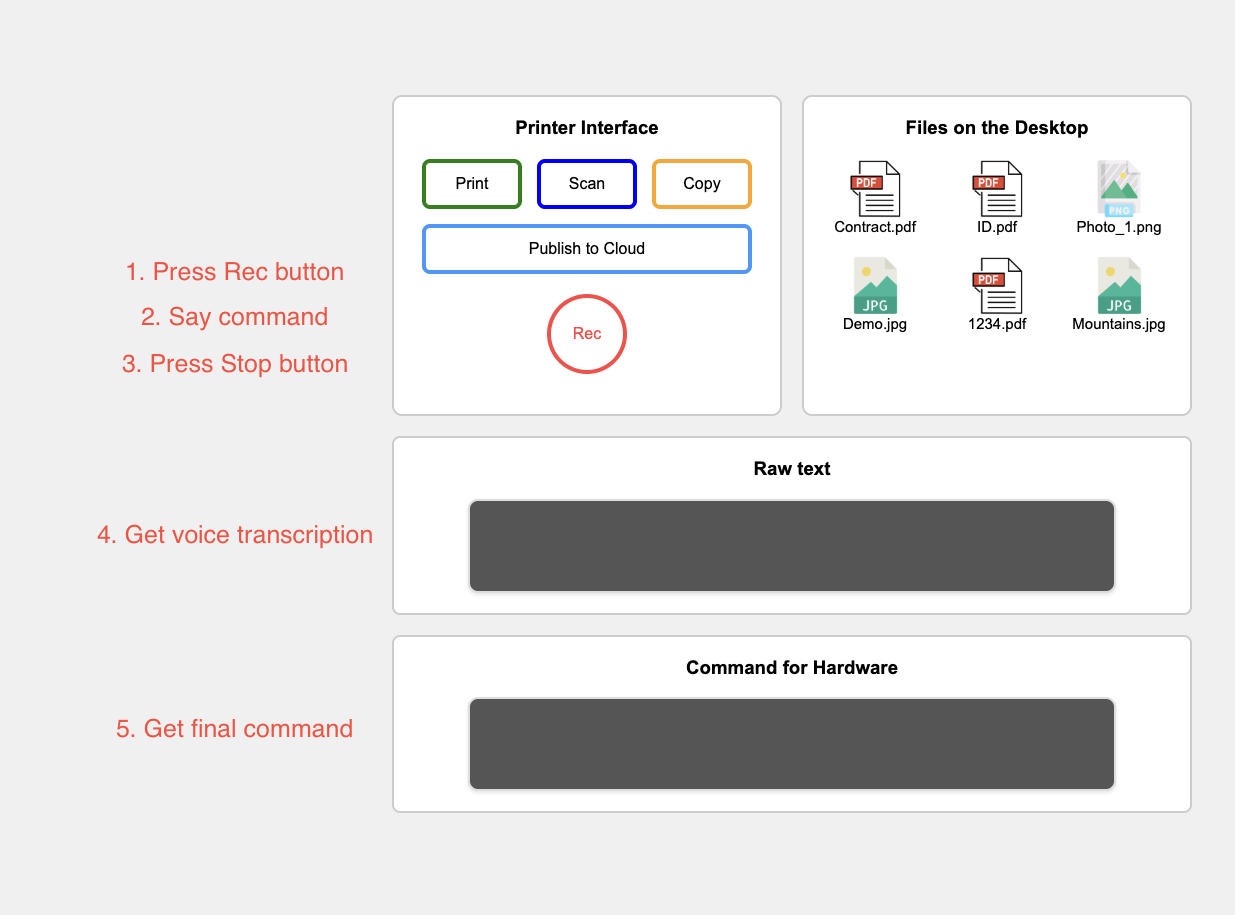 Printer Interface
Print
Scan
Copy
Publish to Cloud
Rec
Files on the Desktop
PDF
PDF
PNG
Contract.pdf
ID.pdf
Photo_1.png
JPG
PDF
JPG
Demo.jpg
1234.pdf
Mountains.jpg
1. Press Rec button
2. Say command
3. Press Stop button
Raw text
4. Get voice transcription
Command for Hardware
5. Get final command